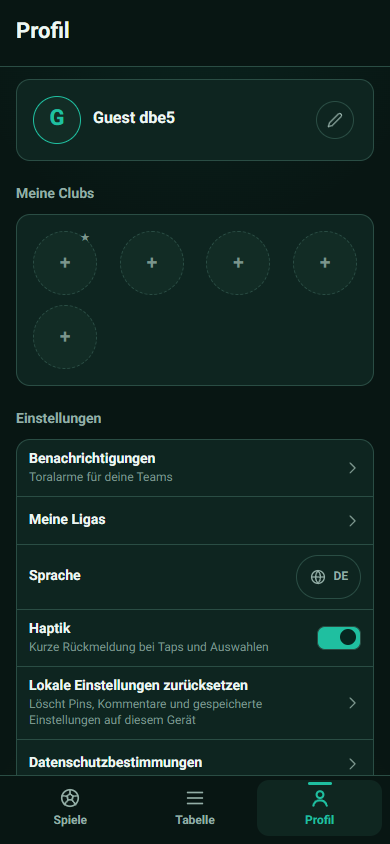 Profil
G
Guest dbe5
Meine Clubs
Einstellungen
Benachrichtigungen
Toralarme für deine Teams
Meine Ligas
Sprache
DE
Haptik
Kurze Rückmeldung bei Taps und Auswahlen
Lokale Einstellungen zurücksetzen
Löscht Pins, Kommentare und gespeicherte
Einstellungen auf diesem Gerät
Datenschutzbestimmungen
Spiele
Tabelle
Profil